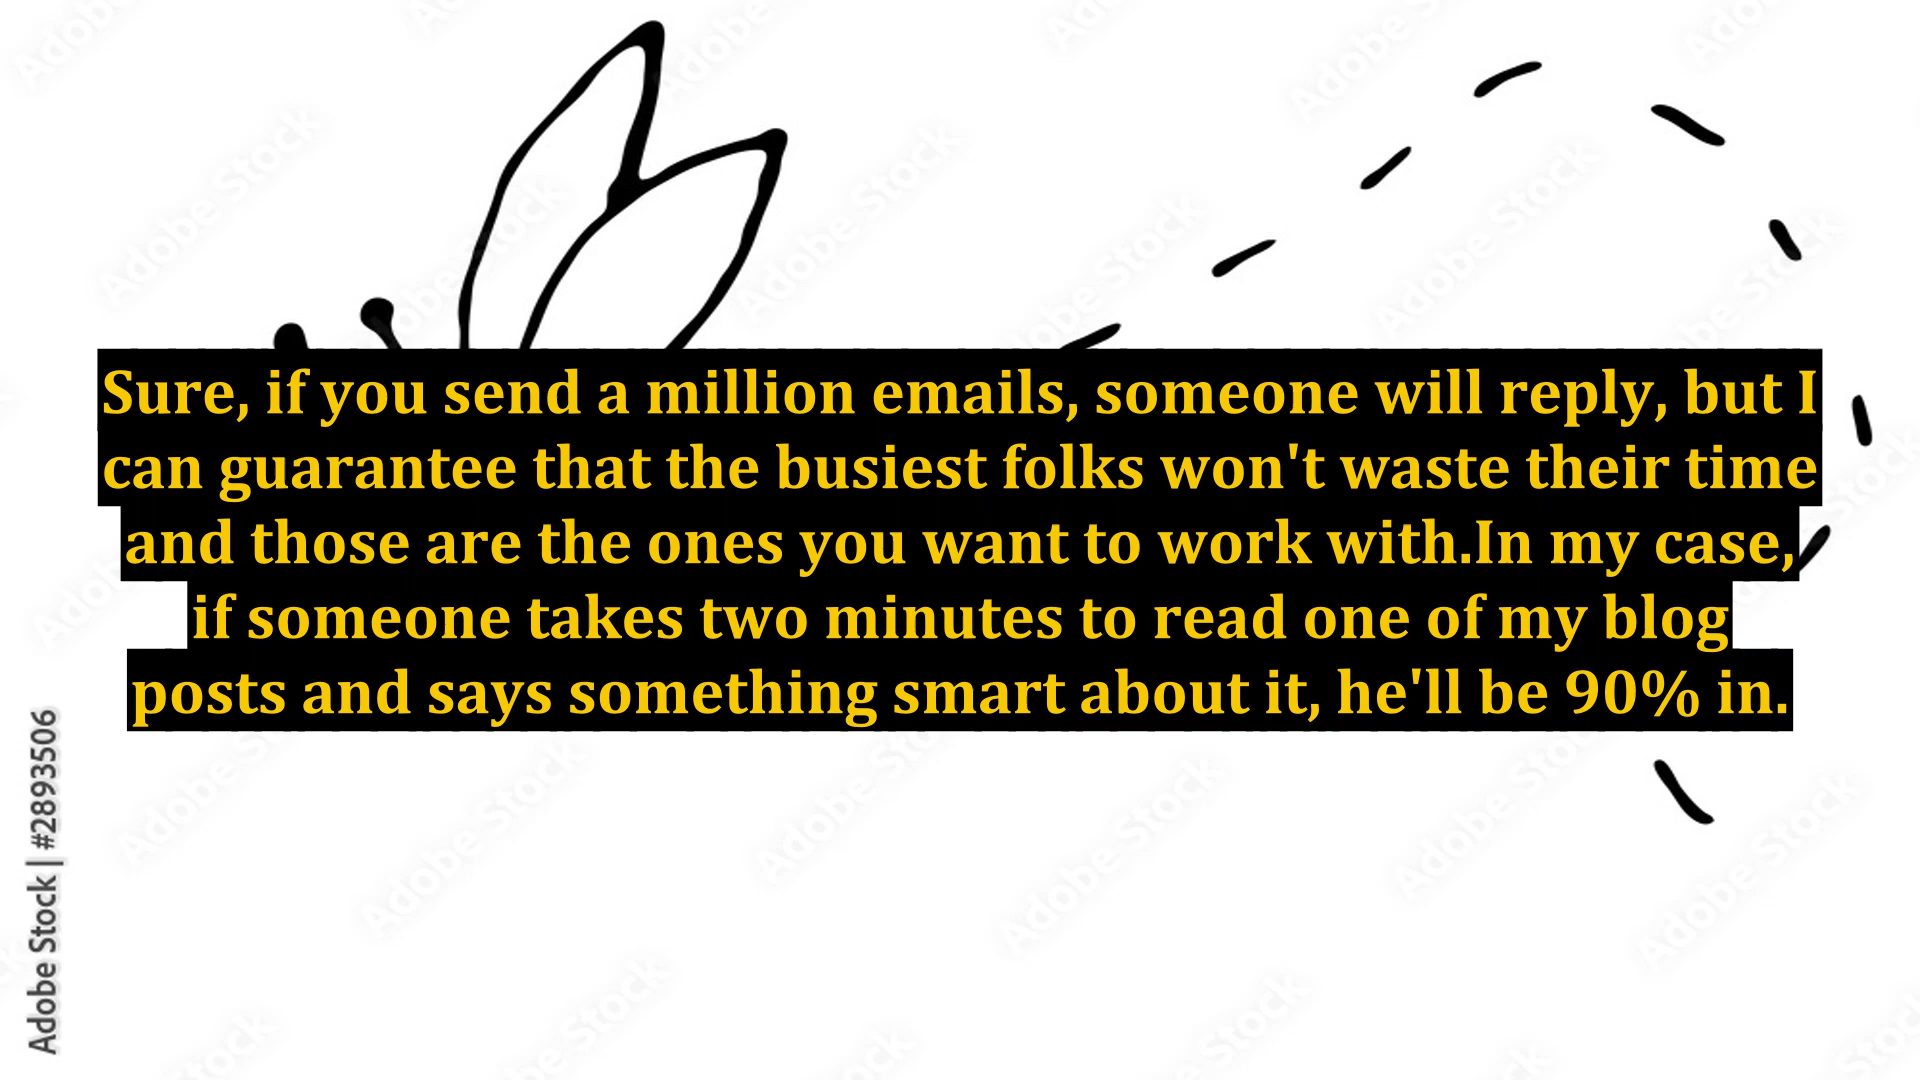 Sure, if you send a million emails, someone will reply, but I
can guarantee that the busiest folks won't waste their time
and those are the ones you want to work with.In my case,
if someone takes two minutes to read one of my blog
posts and says something smart about it, he'll be 90% in.
Adobe Stock | #28935506